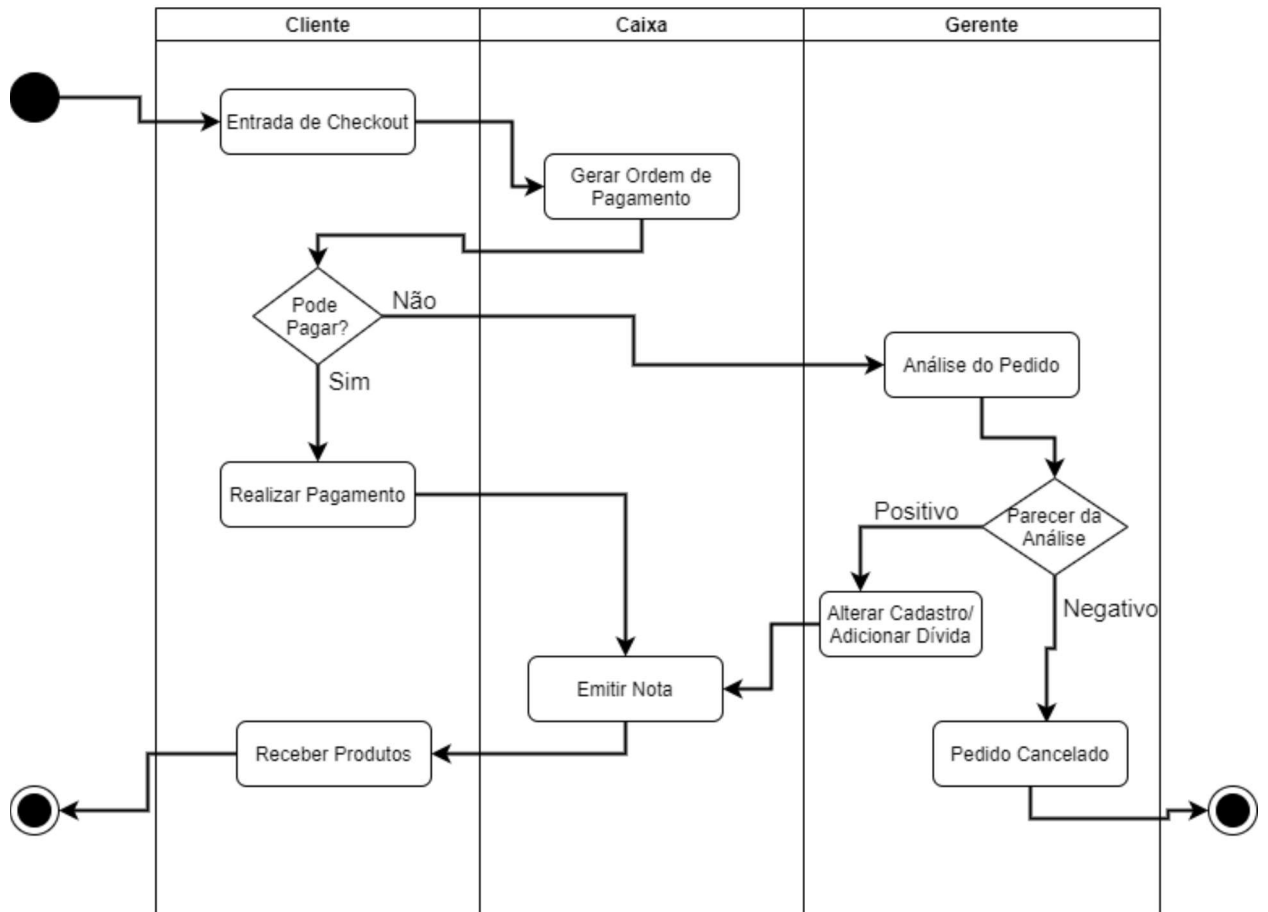 Cliente
Caixa
Gerente
Entrada de Checkout
Gerar Ordem de
Pagamento
Pode
Pagar?
Não
Sim
Análise do Pedido
Realizar Pagamento
Positivo
Parecer da
Análise
Negativo
Alterar Cadastro/
Adicionar Dívida
Emitir Nota
Receber Produtos
Pedido Cancelado